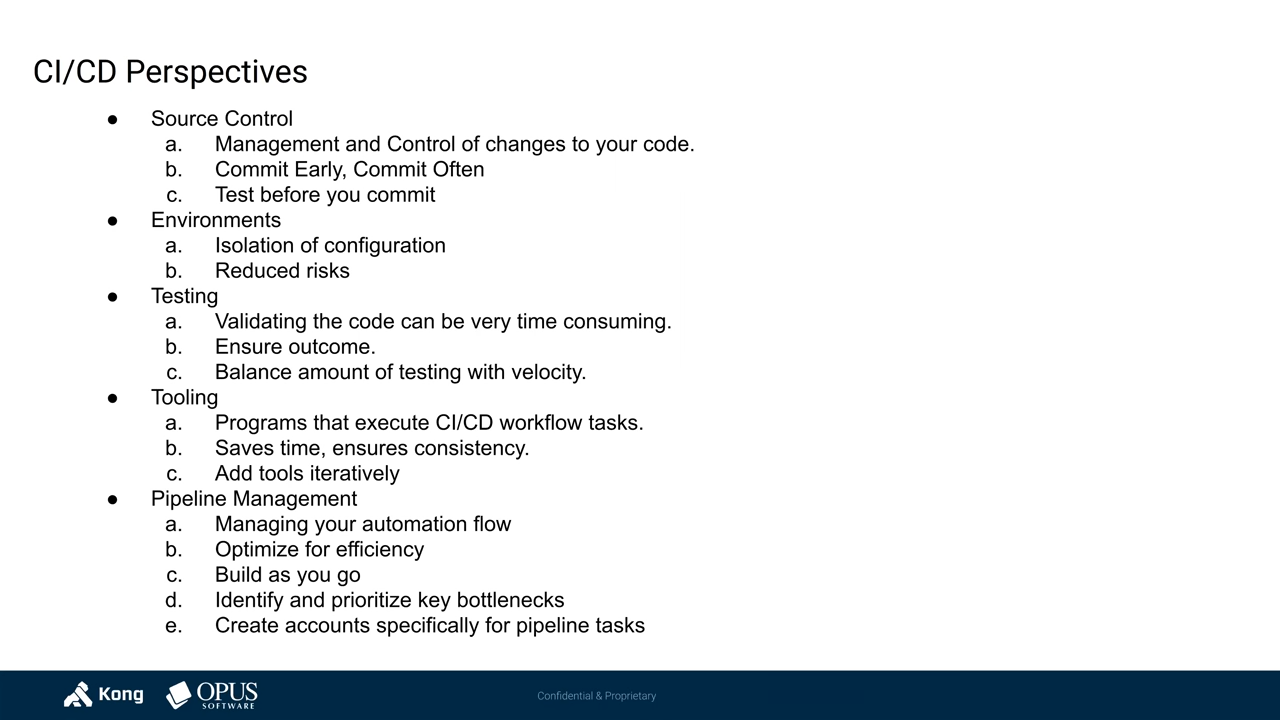 CI/CD Perspectives
● Source Control
a. Management and Control of changes to your code.
b. Commit Early, Commit Often
c. Test before you commit
● Environments
a. Isolation of configuration
b. Reduced risks
● Testing
a. Validating the code can be very time consuming.
b. Ensure outcome.
c. Balance amount of testing with velocity.
● Tooling
a. Programs that execute CI/CD workflow tasks.
b. Saves time, ensures consistency.
c. Add tools iteratively
● Pipeline Management
a. Managing your automation flow
b. Optimize for efficiency
c. Build as you go
d. Identify and prioritize key bottlenecks
e. Create accounts specifically for pipeline tasks
Kong
OPUS
SOFTWARE
Confidential & Proprietary